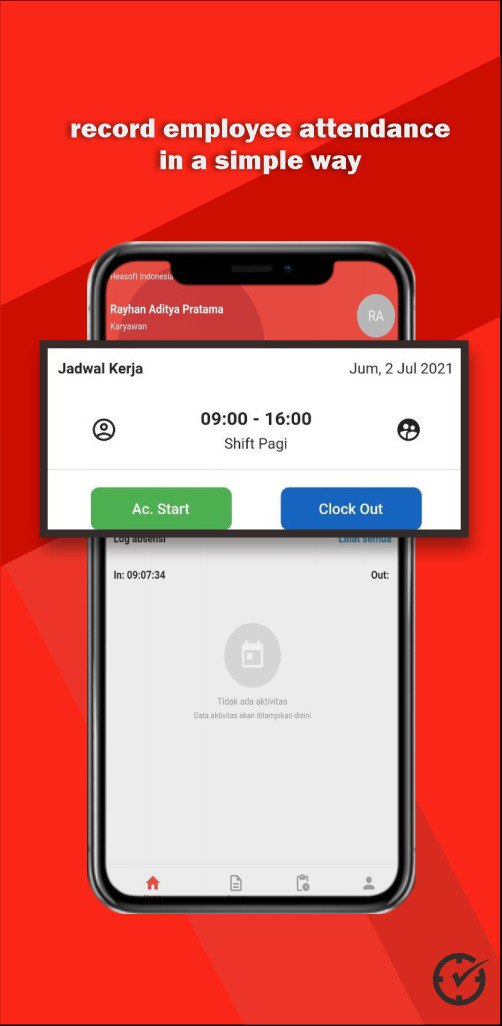 record employee attendance
in a simple way
Heasoft Indonesia
Rayhan Aditya Pratama
Karyawan
RA
Jadwal Kerja
Jum, 2 Jul 2021
09:00 - 16:00
Shift Pagi
Ac. Start
Clock Out
Log absensi
Lihat semua
In: 09:07:34
Out:
Tidak ada aktivitas
Data aktivitas akan ditampikan disini